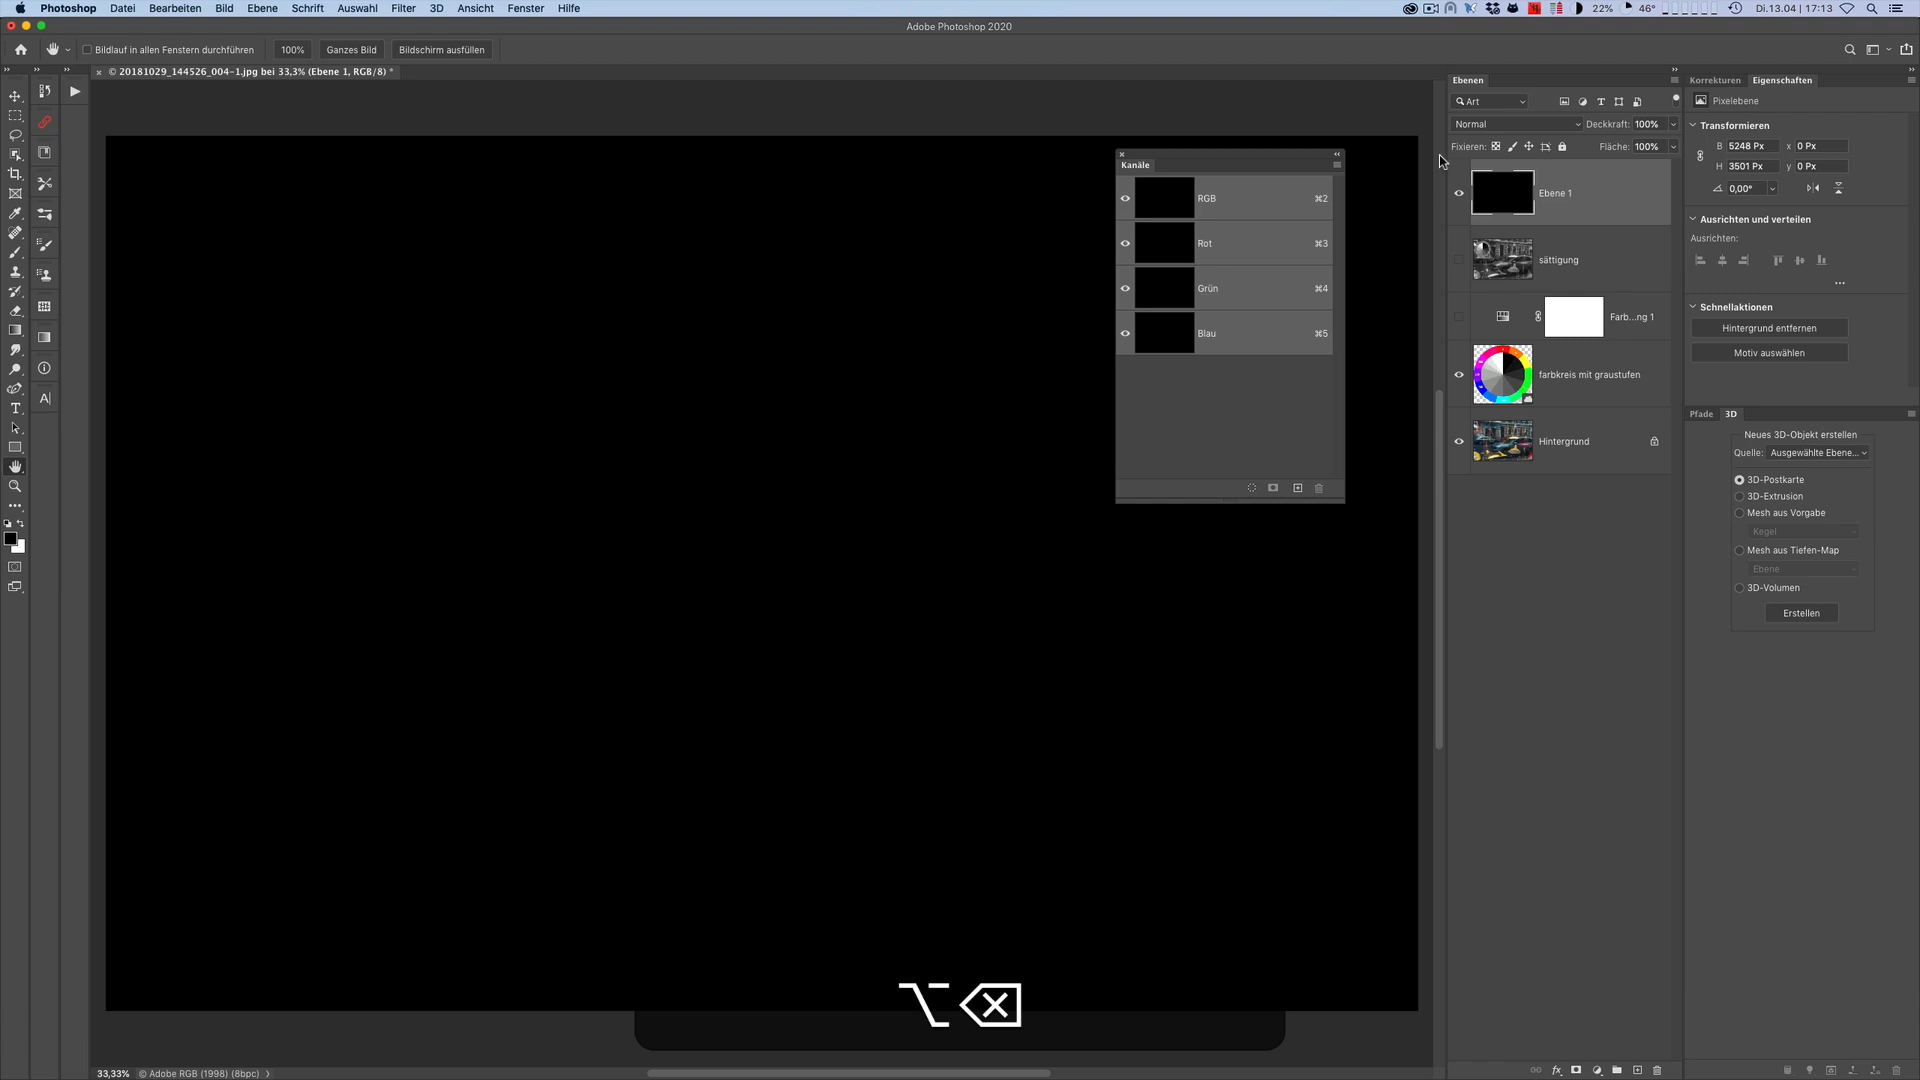 Photoshop Datei Bearbeiten Bild Ebene Schrift Auswahl Filter 3D Ansicht Fenster Hilfe 22% 46° Di.13.04 | 17:13
Adobe Photoshop 2020
Bildlauf in allen Fenstern durchführen 100% Ganzes Bild Bildschirm ausfüllen
× © 20181029_144526_004-1.jpg bei 33,3% (Ebene 1, RGB/8) *
Ebenen
Art
Normal Deckkraft: 100%
Fixieren: Fläche: 100%
Ebene 1
sättigung
Farb...ng 1
farbkreis mit graustufen
Hintergrund
Kanäle
RGB ⌘2
Rot ⌘3
Grün ⌘4
Blau ⌘5
Korrekturen Eigenschaften
Pixelebene
Transformieren
B 5248 Px x 0 Px
H 3501 Px y 0 Px
0,00°
Ausrichten und verteilen
Ausrichten:
Schnellaktionen
Hintergrund entfernen
Motiv auswählen
Pfade 3D
Neues 3D-Objekt erstellen
Quelle: Ausgewählte Ebene...
3D-Postkarte
3D-Extrusion
Mesh aus Vorgabe
Kegel
Mesh aus Tiefen-Map
Ebene
3D-Volumen
Erstellen
⌥⌫
33,33% © Adobe RGB (1998) (8bpc)